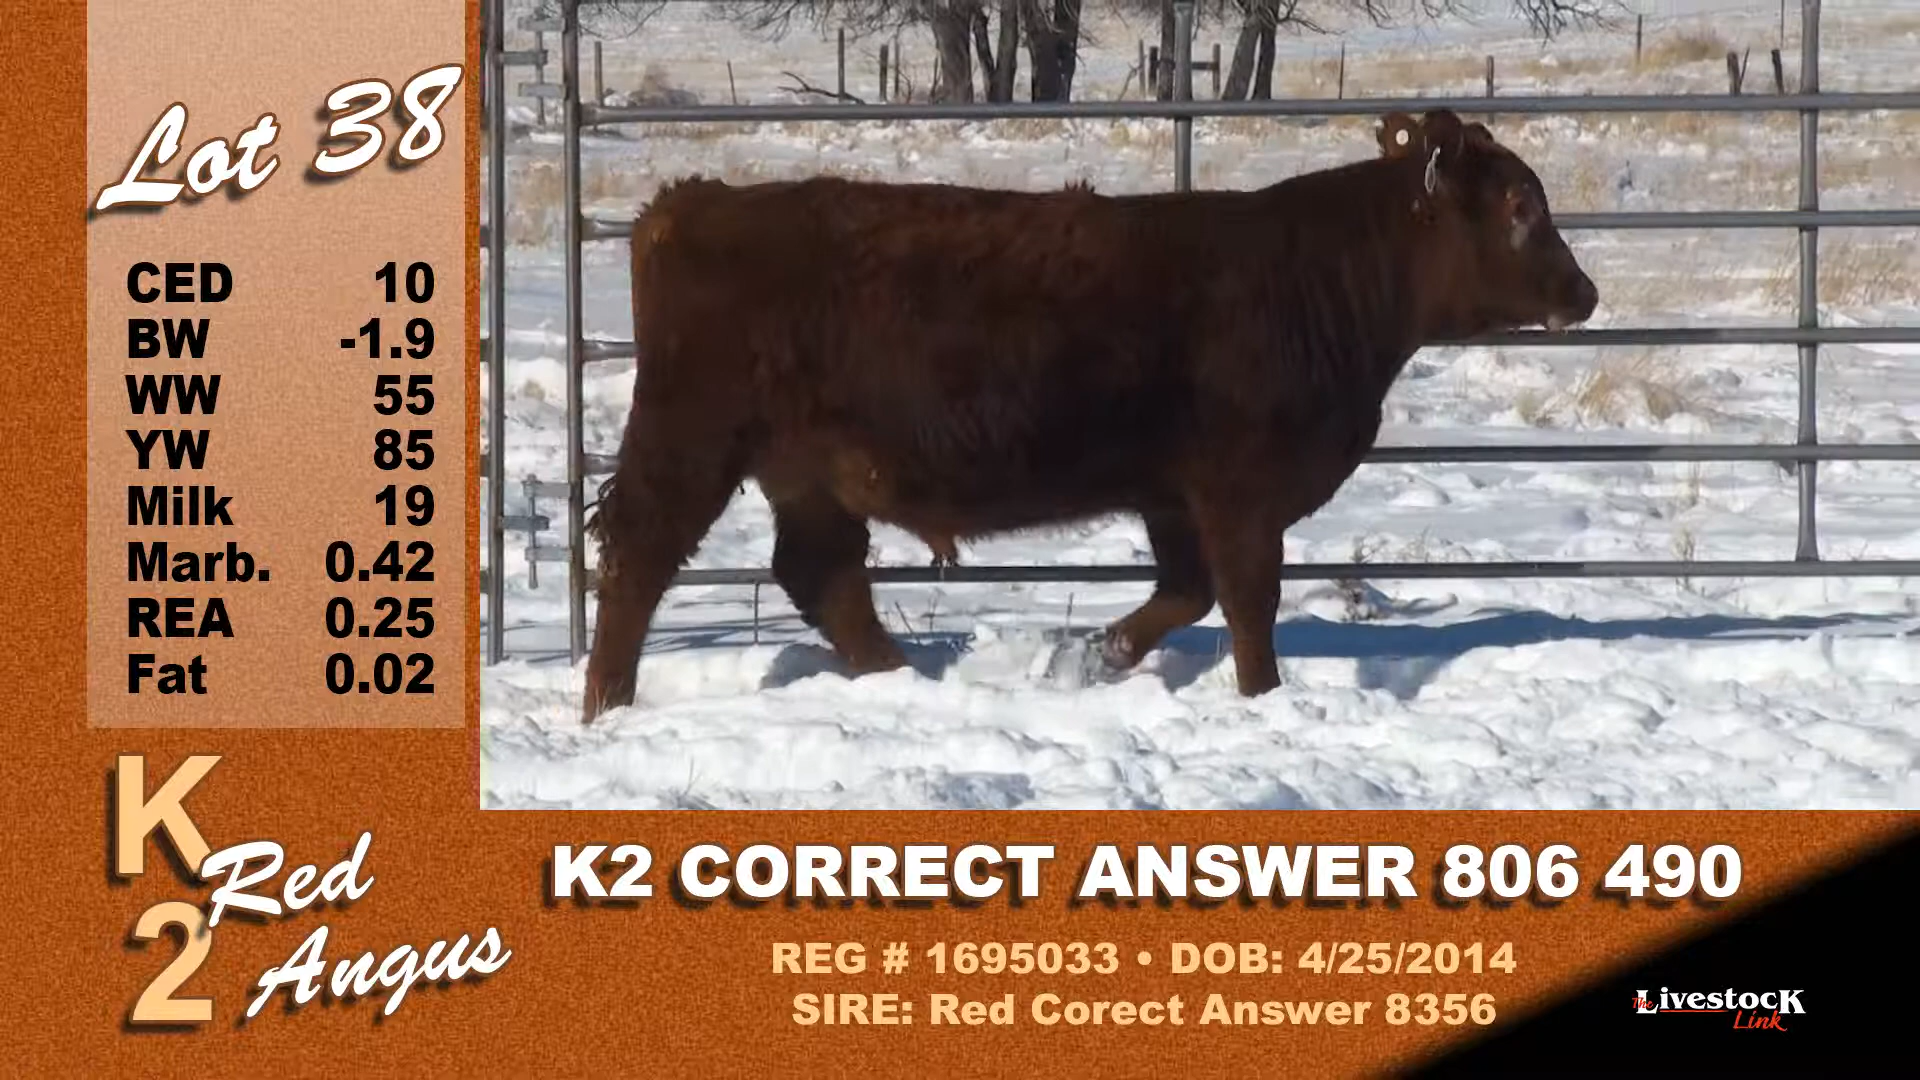 Lot 38
CED 10
BW -1.9
WW 55
YW 85
Milk 19
Marb. 0.42
REA 0.25
Fat 0.02
K2 Red Angus
K2 CORRECT ANSWER 806 490
REG # 1695033 • DOB: 4/25/2014
SIRE: Red Corect Answer 8356
The Livestock Link